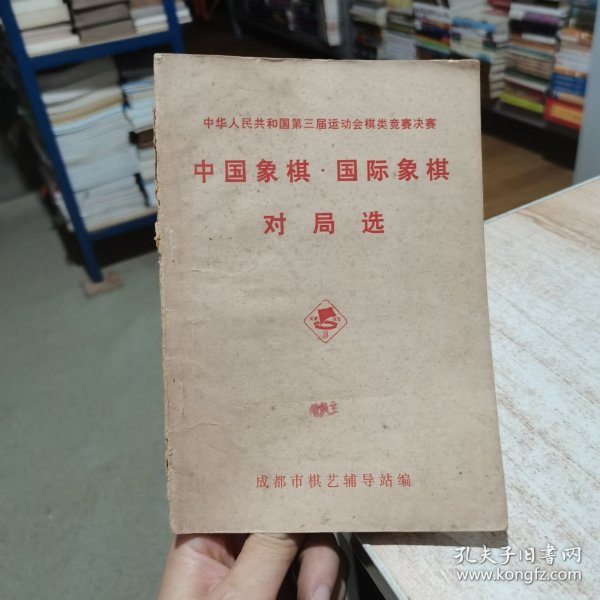 中华人民共和国第三届运动会棋类竞赛决赛
中国象棋·国际象棋
对局选
成都市棋艺辅导站编
孔夫子旧书网
www.kongfz.com